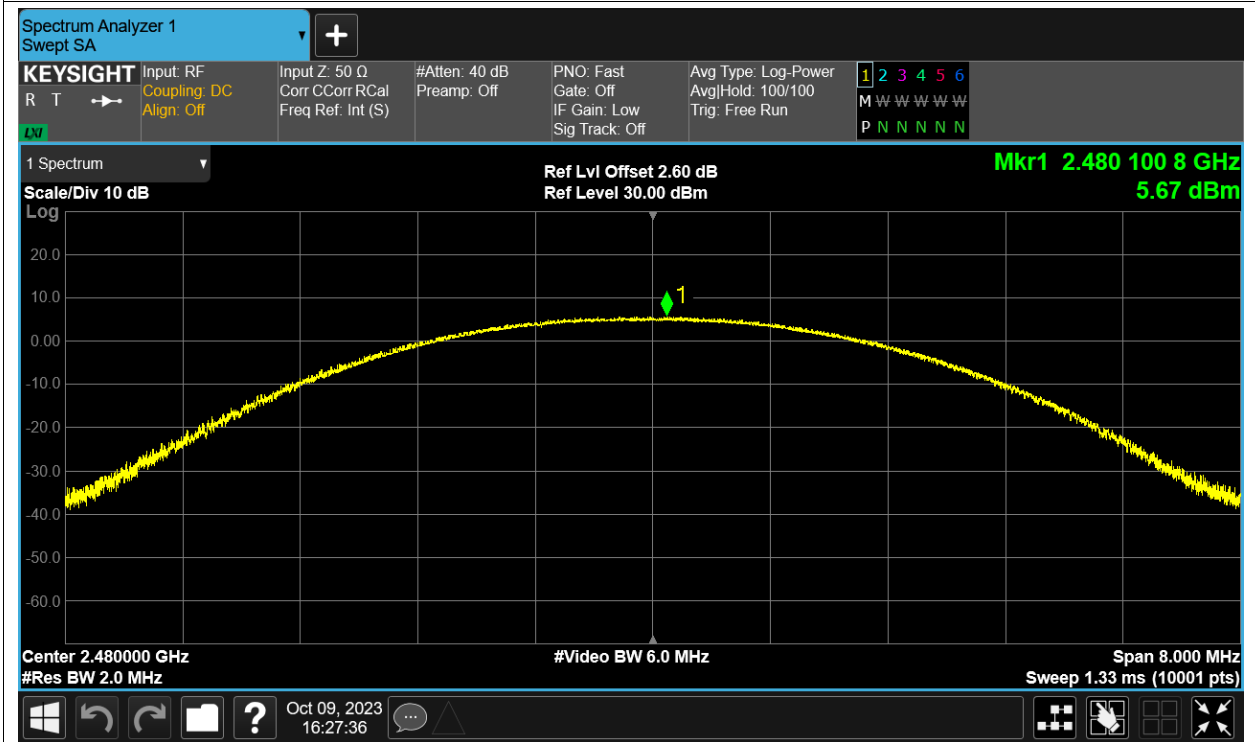 Spectrum Analyzer 1
Swept SA
+
KEYSIGHT
R T
LXI
Input: RF
Coupling: DC
Align: Off
Input Z: 50 Ω
Corr CCorr RCal
Freq Ref: Int (S)
#Atten: 40 dB
Preamp: Off
PNO: Fast
Gate: Off
IF Gain: Low
Sig Track: Off
Avg Type: Log-Power
Avg|Hold: 100/100
Trig: Free Run
1 2 3 4 5 6
M W W W W W
P N N N N N
1 Spectrum
Scale/Div 10 dB
Log
Ref Lvl Offset 2.60 dB
Ref Level 30.00 dBm
Mkr1 2.480 100 8 GHz
5.67 dBm
20.0
10.0
0.00
-10.0
-20.0
-30.0
-40.0
-50.0
-60.0
1
Center 2.480000 GHz
#Res BW 2.0 MHz
#Video BW 6.0 MHz
Span 8.000 MHz
Sweep 1.33 ms (10001 pts)
?
Oct 09, 2023
16:27:36